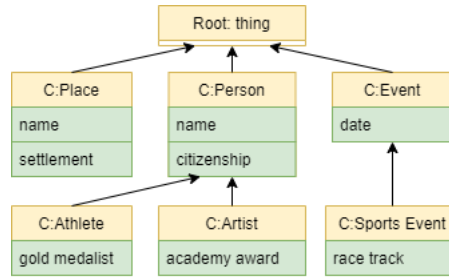 Root: thing
C:Place
name
settlement
C:Person
name
citizenship
C:Event
date
C:Athlete
gold medalist
C:Artist
academy award
C:Sports Event
race track